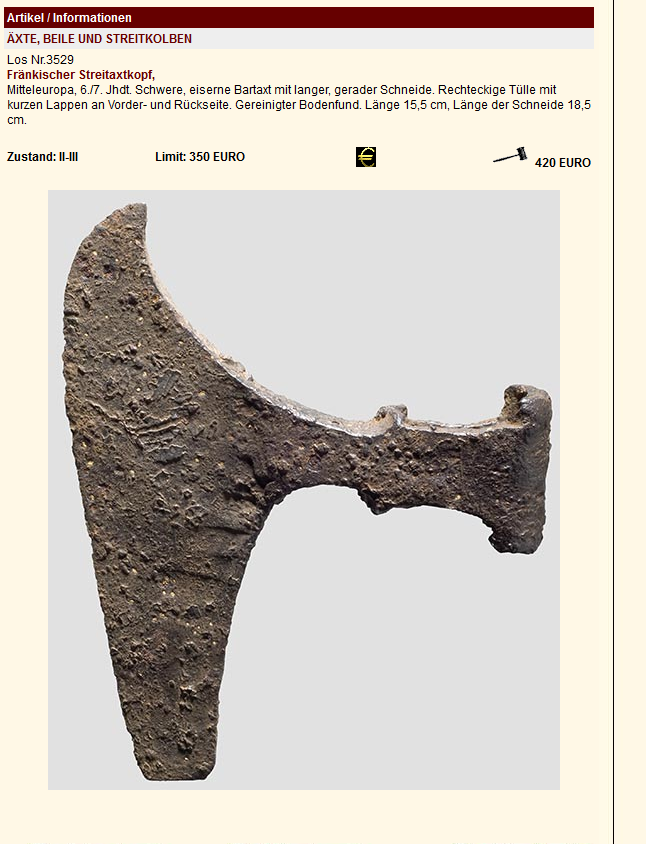 Artikel / Informationen
ÄXTE, BEILE UND STREITKOLBEN
Los Nr.3529
Fränkischer Streitaxtkopf,
Mitteleuropa, 6./7. Jhdt. Schwere, eiserne Bartaxt mit langer, gerader Schneide. Rechteckige Tülle mit
kurzen Lappen an Vorder- und Rückseite. Gereinigter Bodenfund. Länge 15,5 cm, Länge der Schneide 18,5
cm.
Zustand: II-III Limit: 350 EURO € 420 EURO